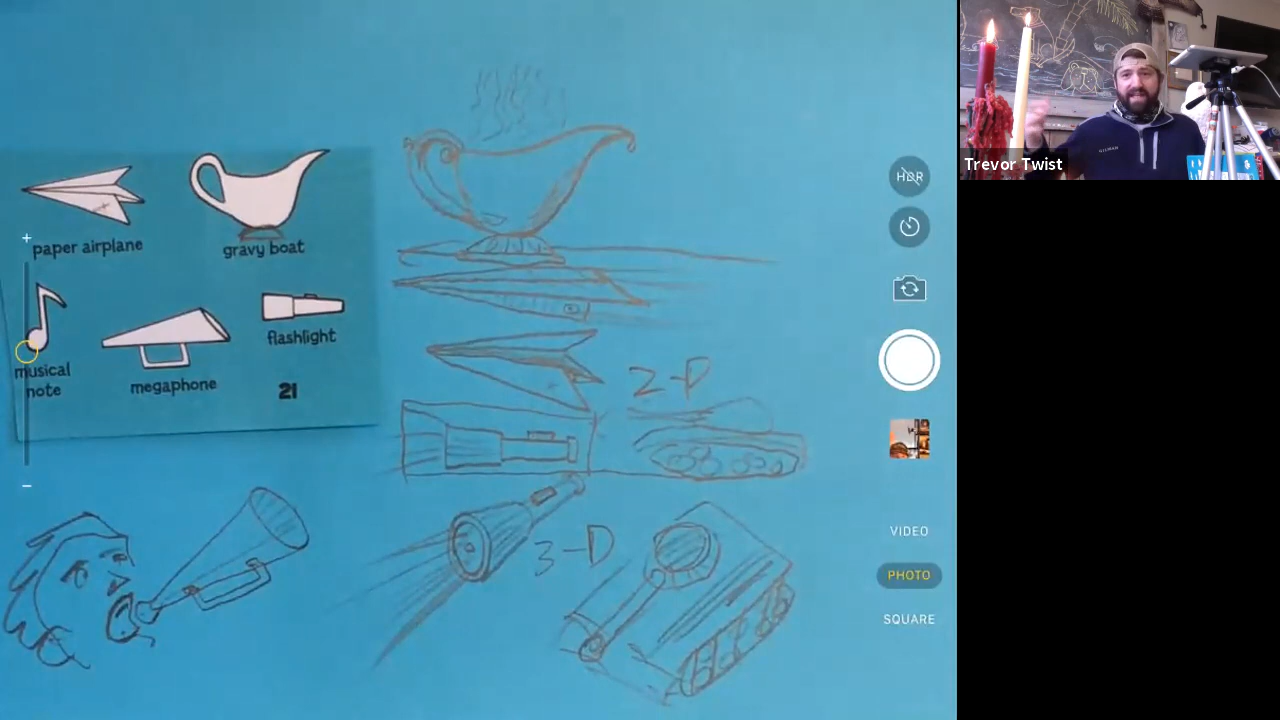 paper airplane
gravy boat
musical
note
megaphone
flashlight
21
2-D
3-D
HDR
VIDEO
PHOTO
SQUARE
Trevor Twist